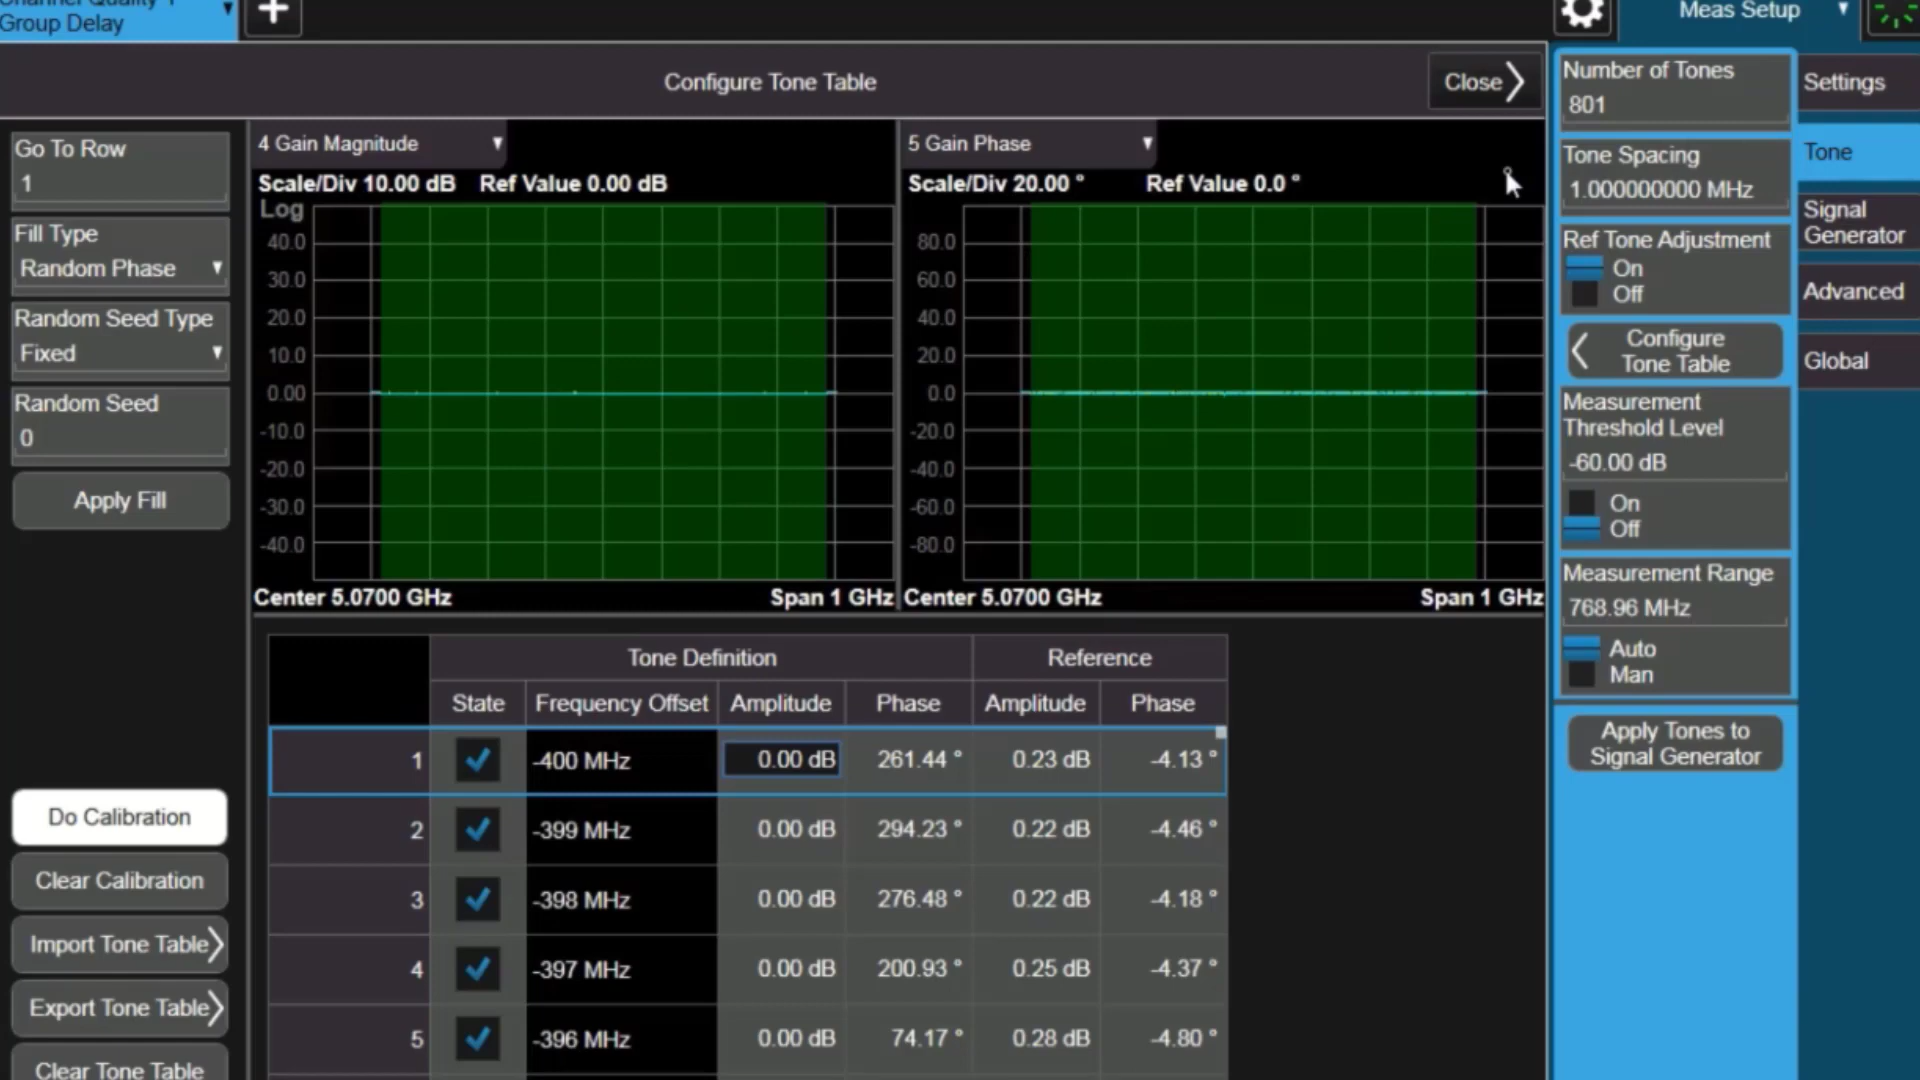 Channel Quality 1
Group Delay
Meas Setup
Configure Tone Table
Close
Go To Row
1
Fill Type
Random Phase
Random Seed Type
Fixed
Random Seed
0
Apply Fill
Do Calibration
Clear Calibration
Import Tone Table
Export Tone Table
Clear Tone Table
4 Gain Magnitude
Scale/Div 10.00 dB Ref Value 0.00 dB
Log
40.0
30.0
20.0
10.0
0.00
-10.0
-20.0
-30.0
-40.0
Center 5.0700 GHz Span 1 GHz
5 Gain Phase
Scale/Div 20.00 ° Ref Value 0.0 °
80.0
60.0
40.0
20.0
0.0
-20.0
-40.0
-60.0
-80.0
Center 5.0700 GHz Span 1 GHz
Tone Definition Reference
State Frequency Offset Amplitude Phase Amplitude Phase
1 -400 MHz 0.00 dB 261.44 ° 0.23 dB -4.13 °
2 -399 MHz 0.00 dB 294.23 ° 0.22 dB -4.46 °
3 -398 MHz 0.00 dB 276.48 ° 0.22 dB -4.18 °
4 -397 MHz 0.00 dB 200.93 ° 0.25 dB -4.37 °
5 -396 MHz 0.00 dB 74.17 ° 0.28 dB -4.80 °
Number of Tones
801
Tone Spacing
1.000000000 MHz
Ref Tone Adjustment
On
Off
Configure
Tone Table
Measurement
Threshold Level
-60.00 dB
On
Off
Measurement Range
768.96 MHz
Auto
Man
Apply Tones to
Signal Generator
Settings
Tone
Signal
Generator
Advanced
Global